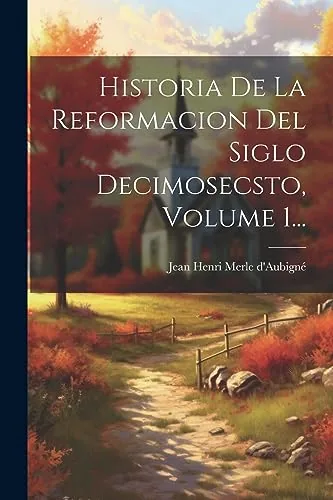 Historia De La
Reformacion Del
Siglo
Decimosecsto,
Volume 1...
Jean Henri Merle d'Aubigné